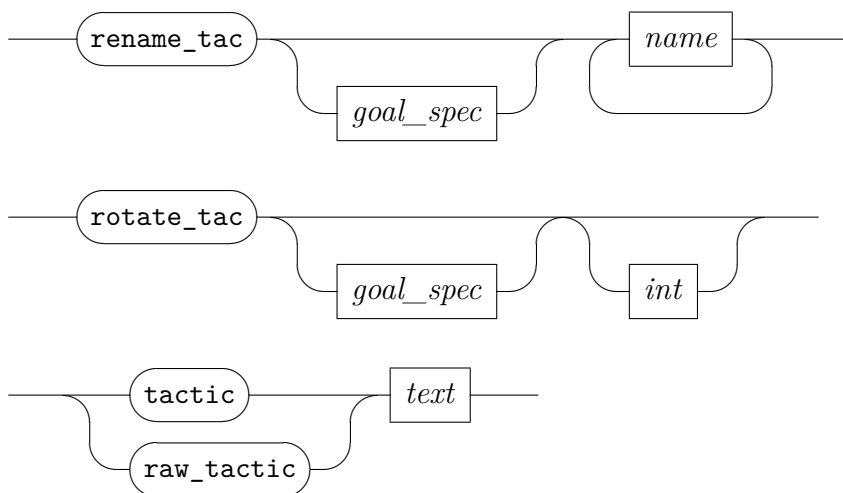 rename_tac name
goal_spec
rotate_tac
goal_spec int
tactic text
raw_tactic